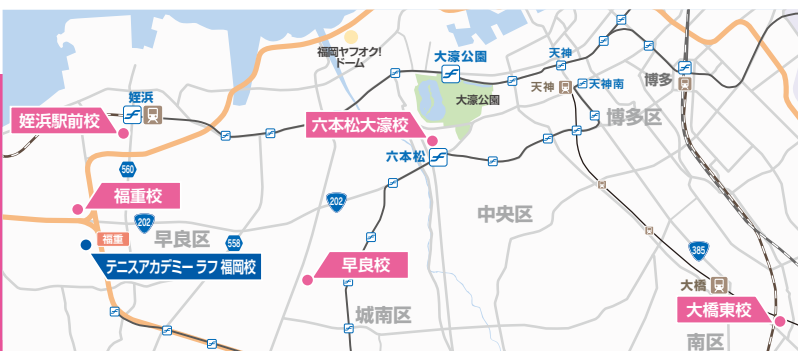 福岡ヤフオク!
ドーム
大濠公園
天神
姪浜
天神
天神南
博多
大濠公園
姪浜駅前校
六本松大濠校
博多区
六本松
560
福重校
202
202
中央区
福重
早良区
558
385
テニスアカデミー ラフ 福岡校
早良校
大橋
城南区
大橋東校
南区